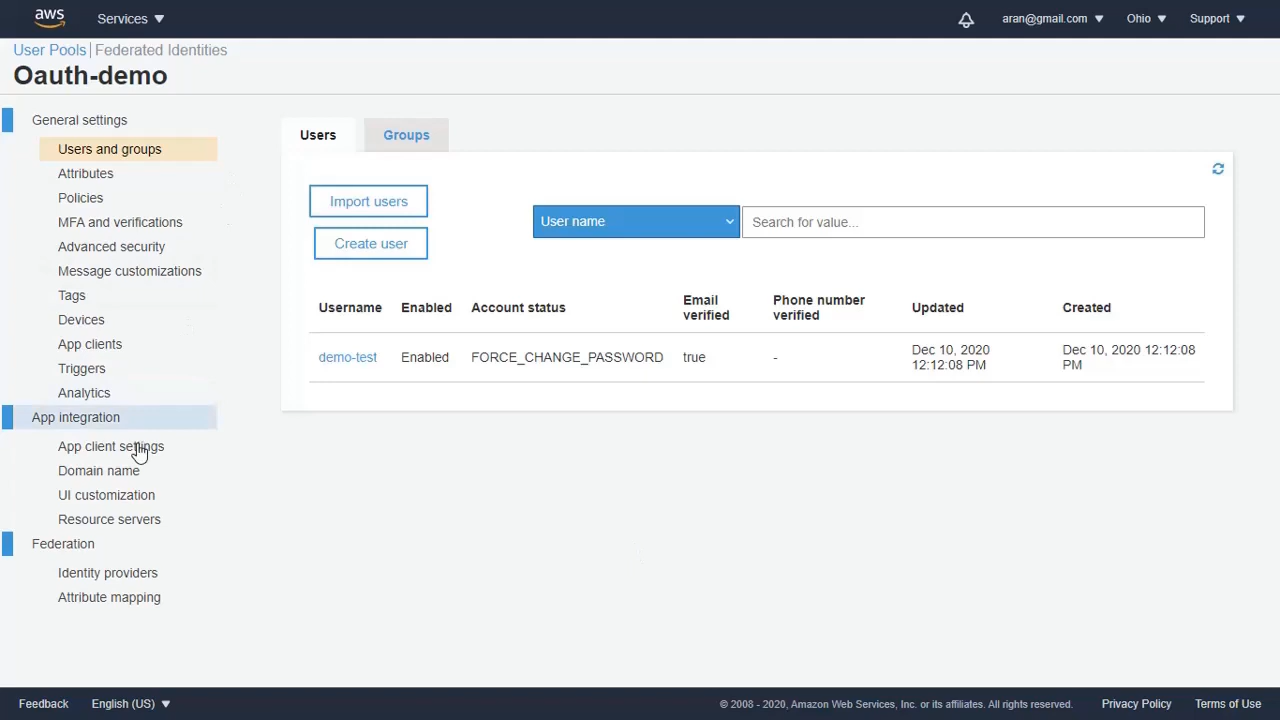 aws Services aran@gmail.com Ohio Support
User Pools | Federated Identities
Oauth-demo
General settings
Users and groups
Attributes
Policies
MFA and verifications
Advanced security
Message customizations
Tags
Devices
App clients
Triggers
Analytics
App integration
App client settings
Domain name
UI customization
Resource servers
Federation
Identity providers
Attribute mapping
Users Groups
Import users
Create user
User name Search for value...
Username Enabled Account status Email verified Phone number verified Updated Created
demo-test Enabled FORCE_CHANGE_PASSWORD true - Dec 10, 2020 12:12:08 PM Dec 10, 2020 12:12:08 PM
Feedback English (US) © 2008 - 2020, Amazon Web Services, Inc. or its affiliates. All rights reserved. Privacy Policy Terms of Use